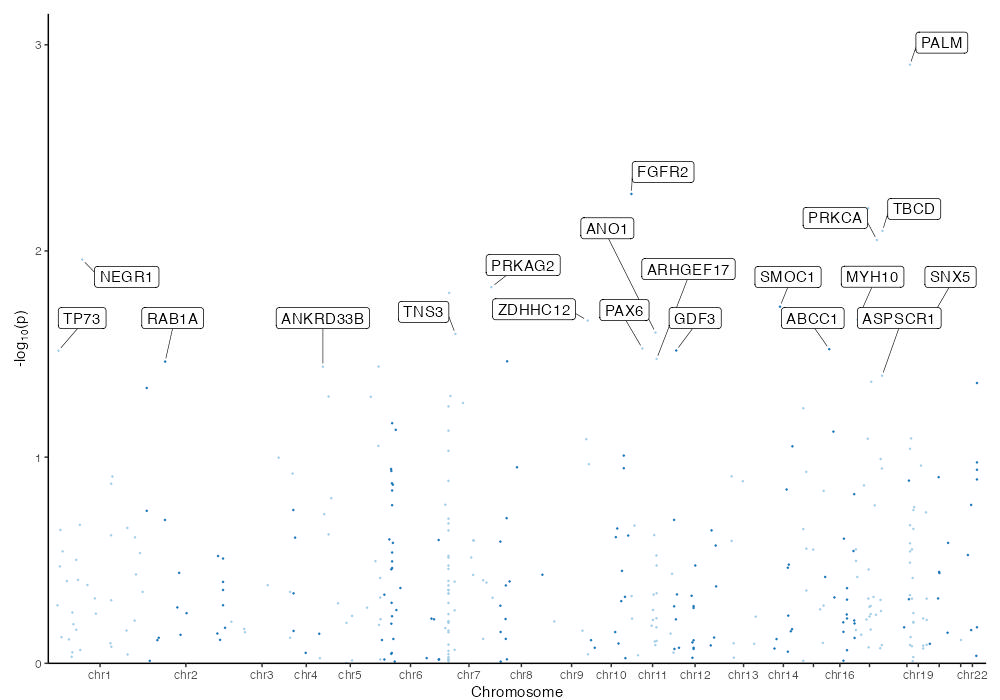 3
PALM
FGFR2
TBCD
PRKCA
ANO1
2
PRKAG2
ARHGEF17
NEGR1
SMOC1
MYH10
SNX5
TNS3
ZDHHC12
PAX6
TP73
RAB1A
ANKRD33B
GDF3
ABCC1
ASPSCR1
-log10(p)
1
0
chr1 chr2 chr3 chr4 chr5 chr6 chr7 chr8 chr9 chr10 chr11 chr12 chr13 chr14 chr16 chr19 chr22
Chromosome